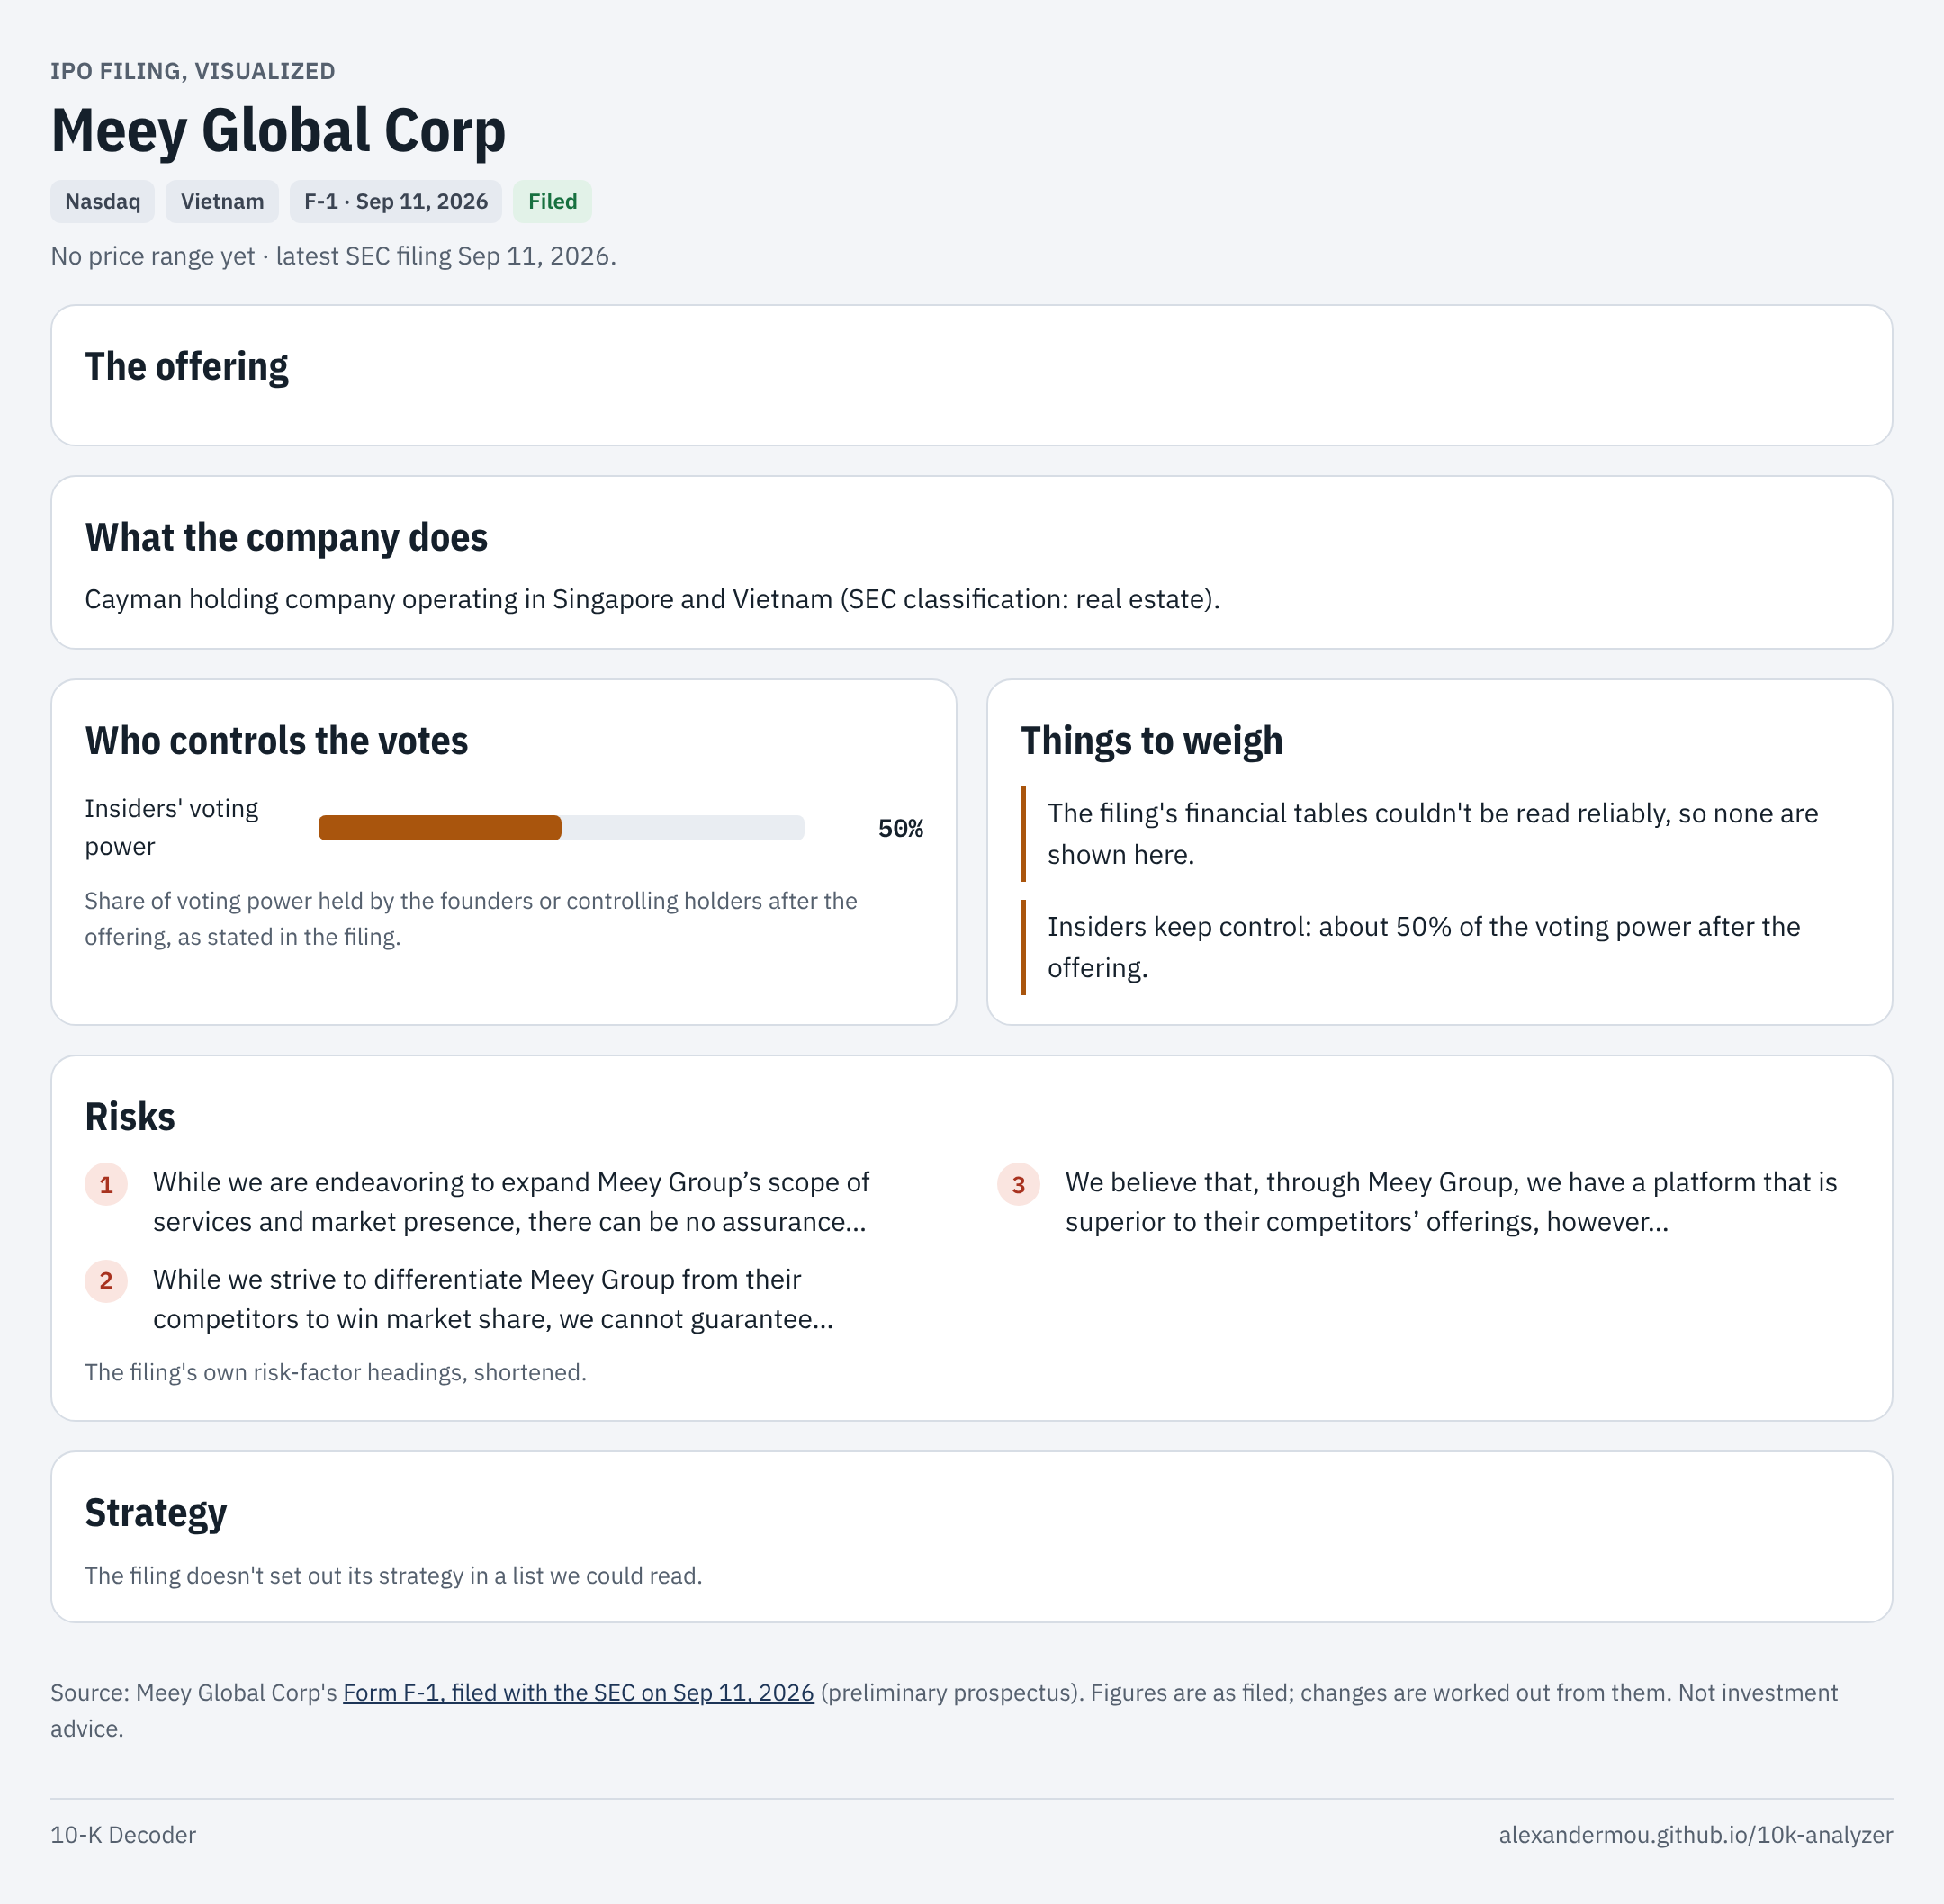 IPO FILING, VISUALIZED
Meey Global Corp
Nasdaq Vietnam F-1 · Sep 11, 2026 Filed
No price range yet · latest SEC filing Sep 11, 2026.
The offering
What the company does
Cayman holding company operating in Singapore and Vietnam (SEC classification: real estate).
Who controls the votes
Insiders' voting
power
50%
Share of voting power held by the founders or controlling holders after the
offering, as stated in the filing.
Things to weigh
The filing's financial tables couldn't be read reliably, so none are
shown here.
Insiders keep control: about 50% of the voting power after the
offering.
Risks
1 While we are endeavoring to expand Meey Group’s scope of
services and market presence, there can be no assurance…
2 While we strive to differentiate Meey Group from their
competitors to win market share, we cannot guarantee…
3 We believe that, through Meey Group, we have a platform that is
superior to their competitors’ offerings, however…
The filing's own risk-factor headings, shortened.
Strategy
The filing doesn't set out its strategy in a list we could read.
Source: Meey Global Corp's Form F-1, filed with the SEC on Sep 11, 2026 (preliminary prospectus). Figures are as filed; changes are worked out from them. Not investment
advice.
10-K Decoder
alexandermou.github.io/10k-analyzer